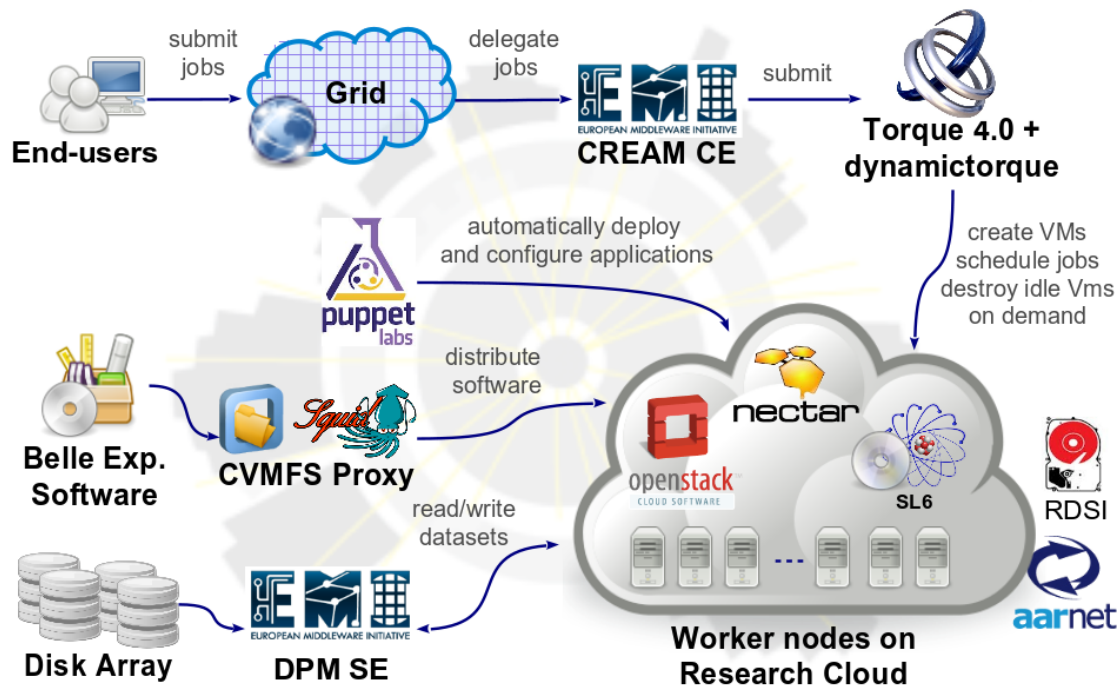 submit
jobs
delegate
jobs
submit
Grid
EMI
EUROPEAN MIDDLEWARE INITIATIVE
End-users
CREAM CE
Torque 4.0 +
dynamictorque
automatically deploy
and configure applications
create VMs
schedule jobs
destroy idle Vms
on demand
puppet
labs
distribute
software
Squid
nectar
Belle Exp.
Software
CVMFS Proxy
openstack™
CLOUD SOFTWARE
SL6
RDSI
read/write
datasets
EMI
EUROPEAN MIDDLEWARE INITIATIVE
aarnet
Disk Array
DPM SE
Worker nodes on
Research Cloud